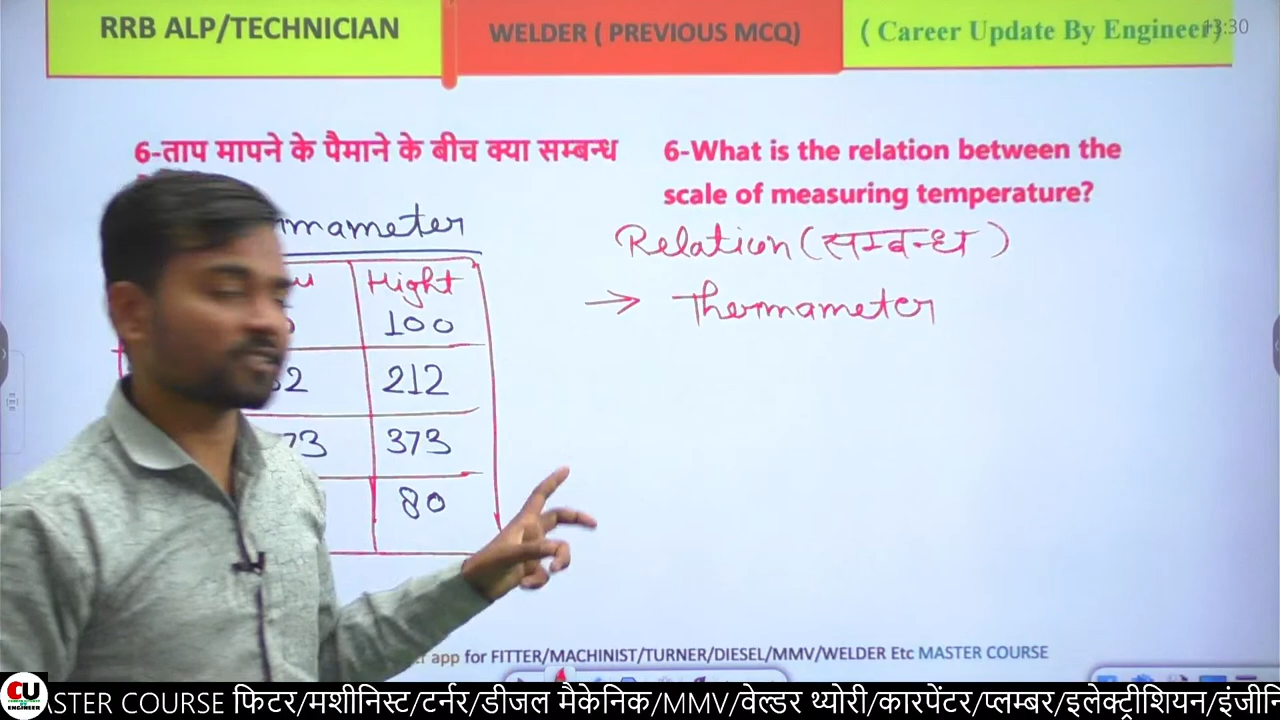 RRB ALP/TECHNICIAN
WELDER ( PREVIOUS MCQ)
( Career Update By Engineer)
13:30
6-ताप मापने के पैमाने के बीच क्या सम्बन्ध
6-What is the relation between the
scale of measuring temperature?
mameter
Relation (सम्बन्ध)
→ Thermameter
Hight
100
212
73 373
80
app for FITTER/MACHINIST/TURNER/DIESEL/MMV/WELDER Etc MASTER COURSE
CU
ENGINEER
ASTER COURSE फिटर/मशीनिस्ट/टर्नर/डीजल मैकेनिक/MMV/वेल्डर थ्योरी/कारपेंटर/प्लम्बर/इलेक्ट्रीशियन/इंजीनि